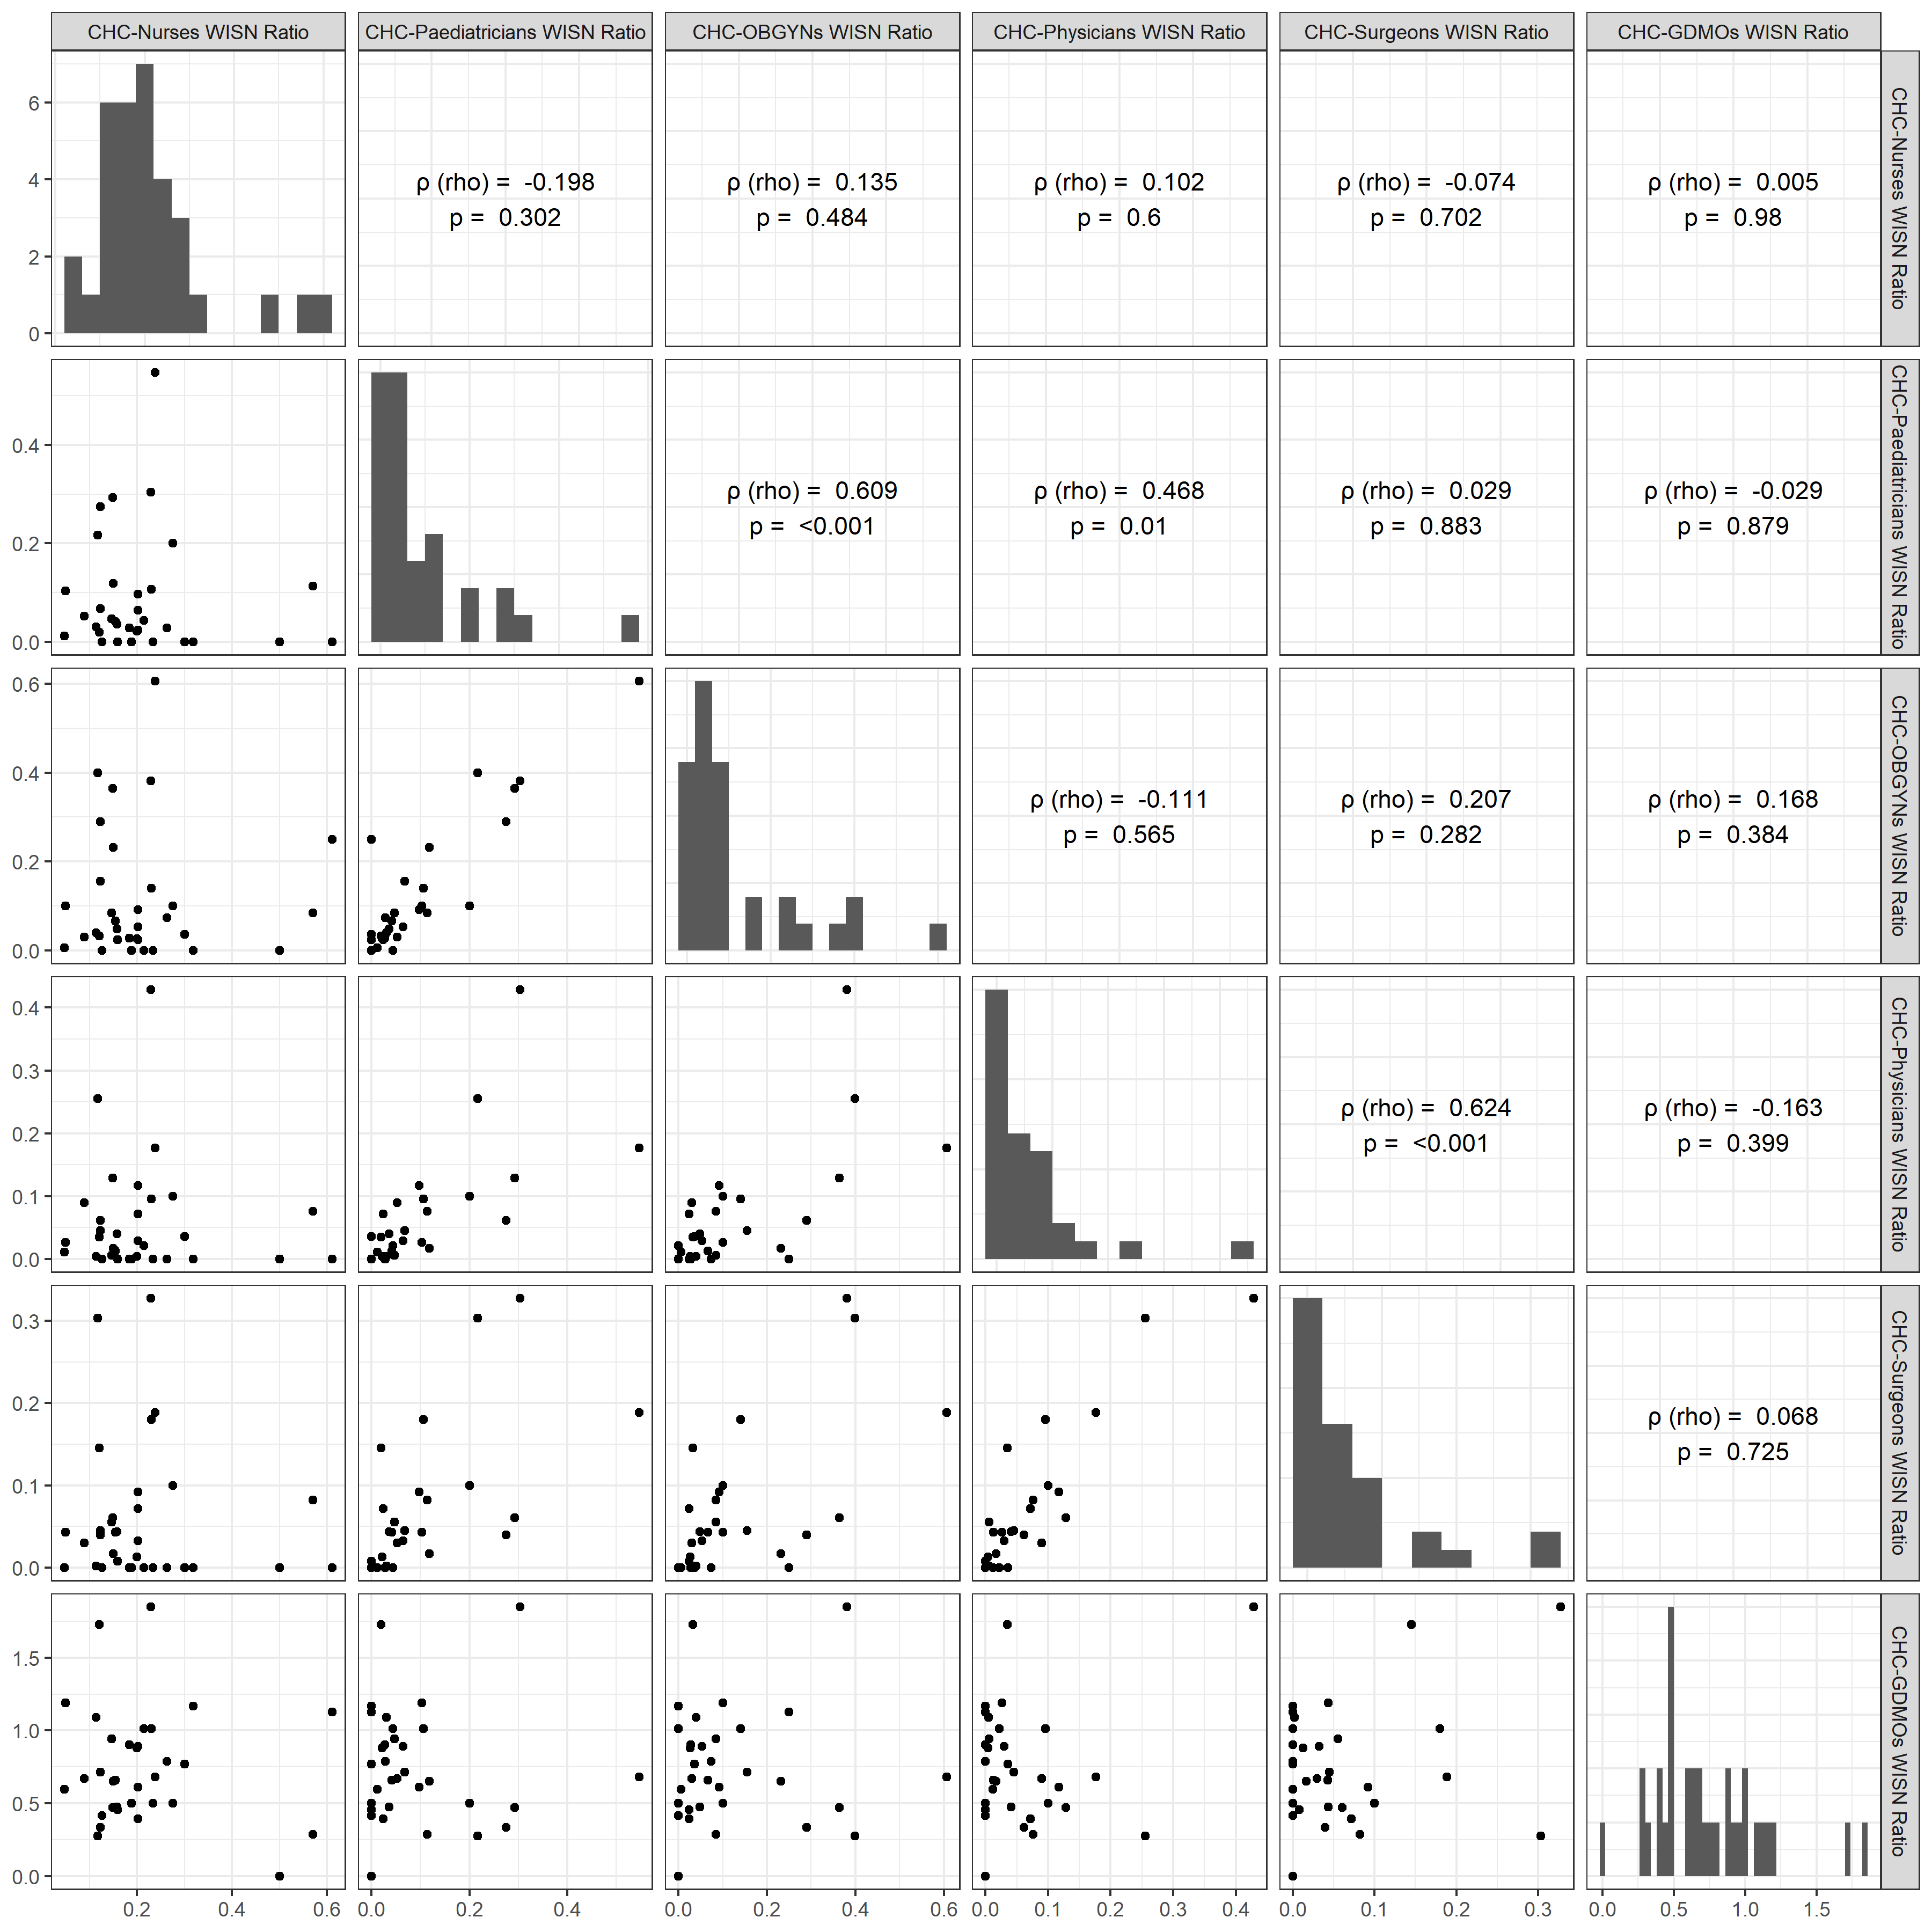 CHC-Nurses WISN Ratio
CHC-Paediatricians WISN Ratio
CHC-OBGYNs WISN Ratio
CHC-Physicians WISN Ratio
CHC-Surgeons WISN Ratio
CHC-GDMOs WISN Ratio
6
4
2
0
ρ (rho) = -0.198
p = 0.302
ρ (rho) = 0.135
p = 0.484
ρ (rho) = 0.102
p = 0.6
ρ (rho) = -0.074
p = 0.702
ρ (rho) = 0.005
p = 0.98
CHC-Nurses WISN Ratio
0.4
0.2
0.0
ρ (rho) = 0.609
p = <0.001
ρ (rho) = 0.468
p = 0.01
ρ (rho) = 0.029
p = 0.883
ρ (rho) = -0.029
p = 0.879
CHC-Paediatricians WISN Ratio
0.6
0.4
0.2
0.0
ρ (rho) = -0.111
p = 0.565
ρ (rho) = 0.207
p = 0.282
ρ (rho) = 0.168
p = 0.384
CHC-OBGYNs WISN Ratio
0.4
0.3
0.2
0.1
0.0
ρ (rho) = 0.624
p = <0.001
ρ (rho) = -0.163
p = 0.399
CHC-Physicians WISN Ratio
0.3
0.2
0.1
0.0
ρ (rho) = 0.068
p = 0.725
CHC-Surgeons WISN Ratio
1.5
1.0
0.5
0.0
CHC-GDMOs WISN Ratio
0.2
0.4
0.6
0.0
0.2
0.4
0.0
0.2
0.4
0.6
0.0
0.1
0.2
0.3
0.4
0.0
0.1
0.2
0.3
0.0
0.5
1.0
1.5